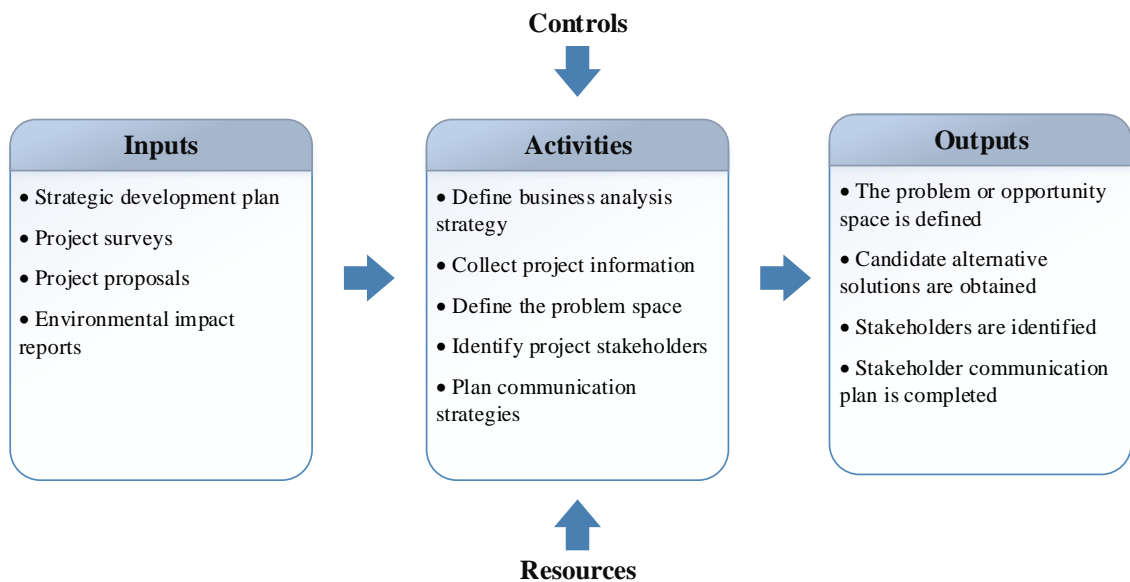 Controls
Inputs
• Strategic development plan
• Project surveys
• Project proposals
• Environmental impact
reports
Activities
• Define business analysis
strategy
• Collect project information
• Define the problem space
• Identify project stakeholders
• Plan communication
strategies
Outputs
• The problem or opportunity
space is defined
• Candidate alternative
solutions are obtained
• Stakeholders are identified
• Stakeholder communication
plan is completed
Resources